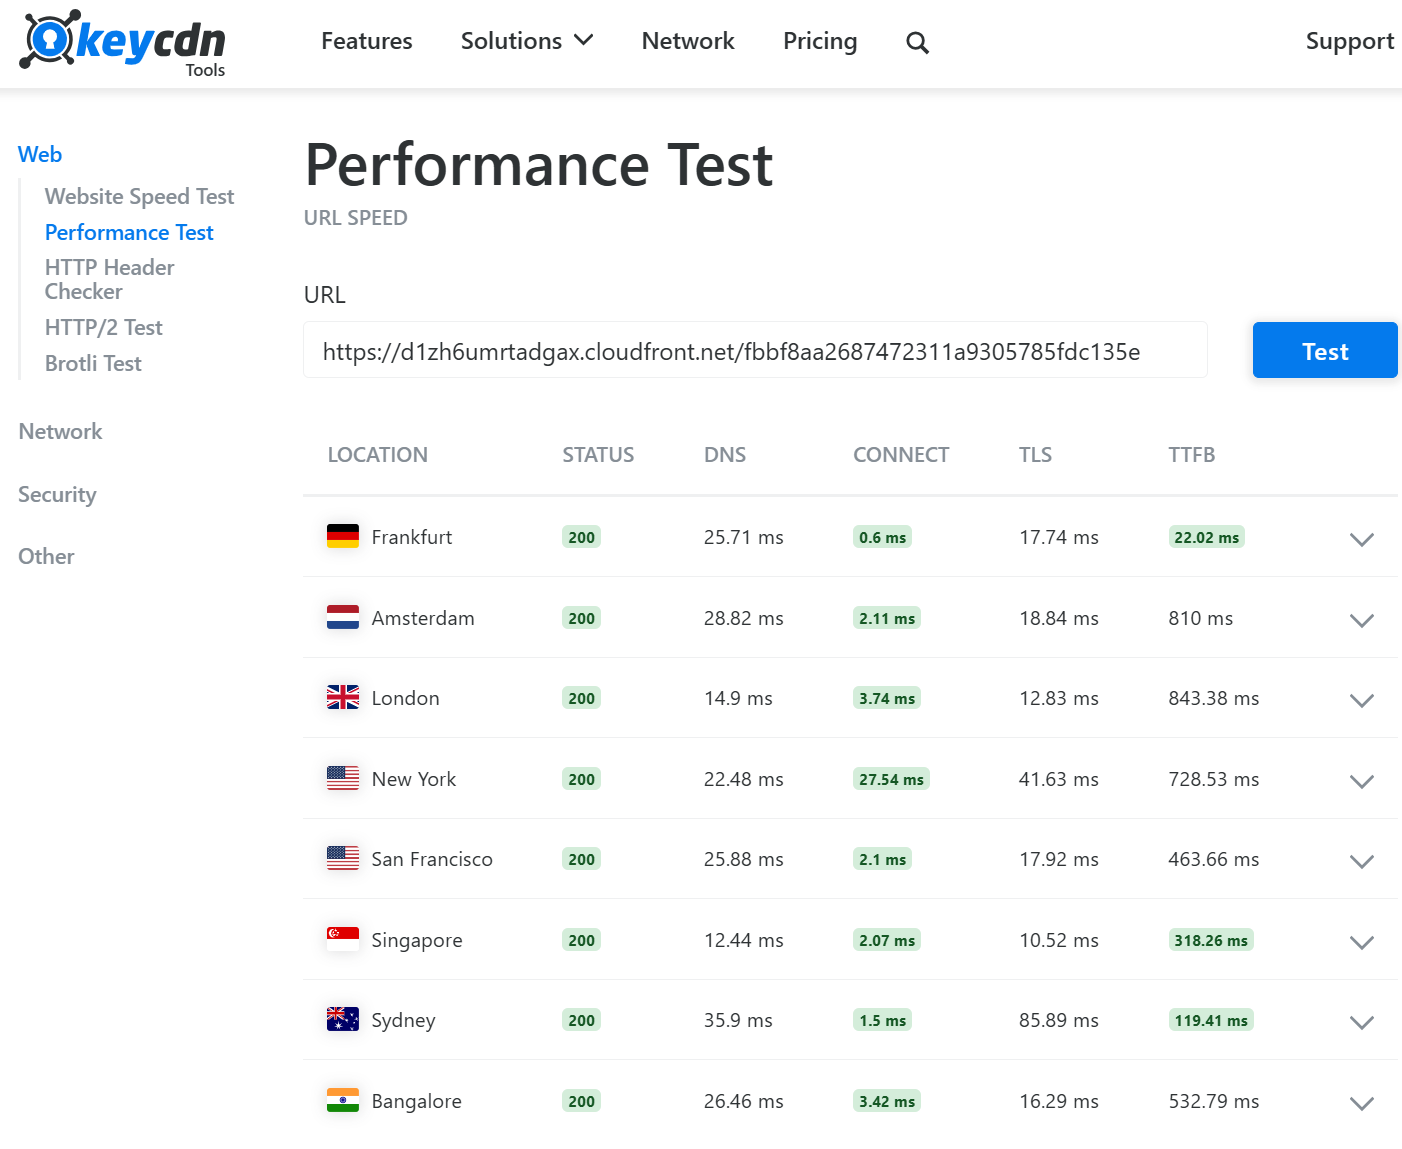 keycdn
Tools
Features Solutions Network Pricing Support
Web
Website Speed Test
Performance Test
HTTP Header
Checker
HTTP/2 Test
Brotli Test
Network
Security
Other
Performance Test
URL SPEED
URL
https://d1zh6umrtadgax.cloudfront.net/fbbf8aa2687472311a9305785fdc135e Test
LOCATION STATUS DNS CONNECT TLS TTFB
Frankfurt 200 25.71 ms 0.6 ms 17.74 ms 22.02 ms
Amsterdam 200 28.82 ms 2.11 ms 18.84 ms 810 ms
London 200 14.9 ms 3.74 ms 12.83 ms 843.38 ms
New York 200 22.48 ms 27.54 ms 41.63 ms 728.53 ms
San Francisco 200 25.88 ms 2.1 ms 17.92 ms 463.66 ms
Singapore 200 12.44 ms 2.07 ms 10.52 ms 318.26 ms
Sydney 200 35.9 ms 1.5 ms 85.89 ms 119.41 ms
Bangalore 200 26.46 ms 3.42 ms 16.29 ms 532.79 ms